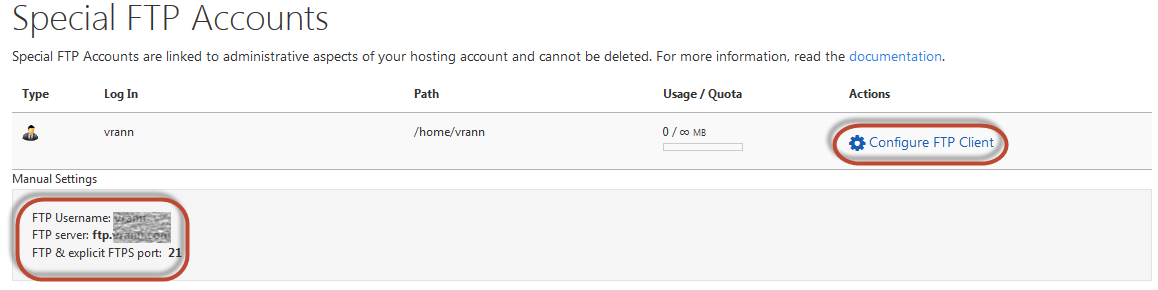 Special FTP Accounts
Special FTP Accounts are linked to administrative aspects of your hosting account and cannot be deleted. For more information, read the documentation.
Type Log In Path Usage / Quota Actions
vrann /home/vrann 0 / ∞ MB Configure FTP Client
Manual Settings
FTP Username:
FTP server: ftp.
FTP & explicit FTPS port: 21